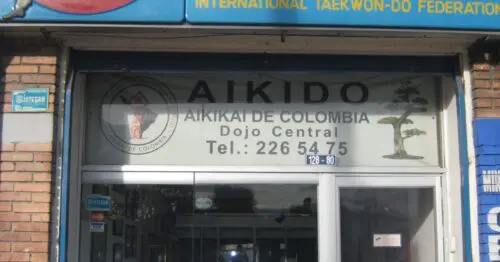 INTERNATIONAL TAEKWON-DO FEDERATION
AIKIDO
AIKIKAI DE COLOMBIA
Dojo Central
Tel.: 226 54 75
128 - 80